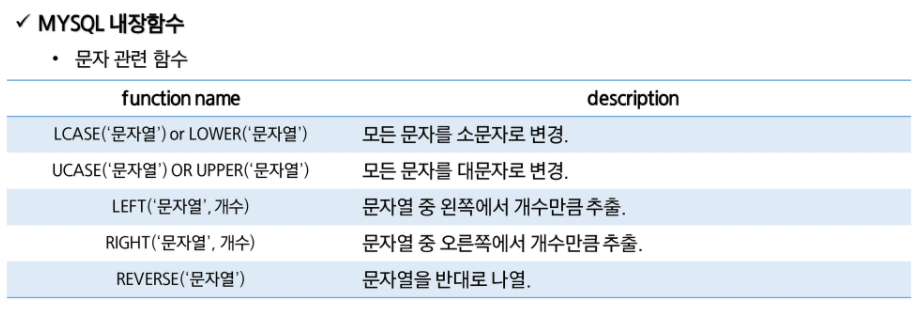 ✓ MYSQL 내장함수
• 문자 관련 함수
function name description
LCASE(‘문자열’) or LOWER(‘문자열’) 모든 문자를 소문자로 변경.
UCASE(‘문자열’) OR UPPER(‘문자열’) 모든 문자를 대문자로 변경.
LEFT(‘문자열’, 개수) 문자열 중 왼쪽에서 개수만큼 추출.
RIGHT(‘문자열’, 개수) 문자열 중 오른쪽에서 개수만큼 추출.
REVERSE(‘문자열’) 문자열을 반대로 나열.